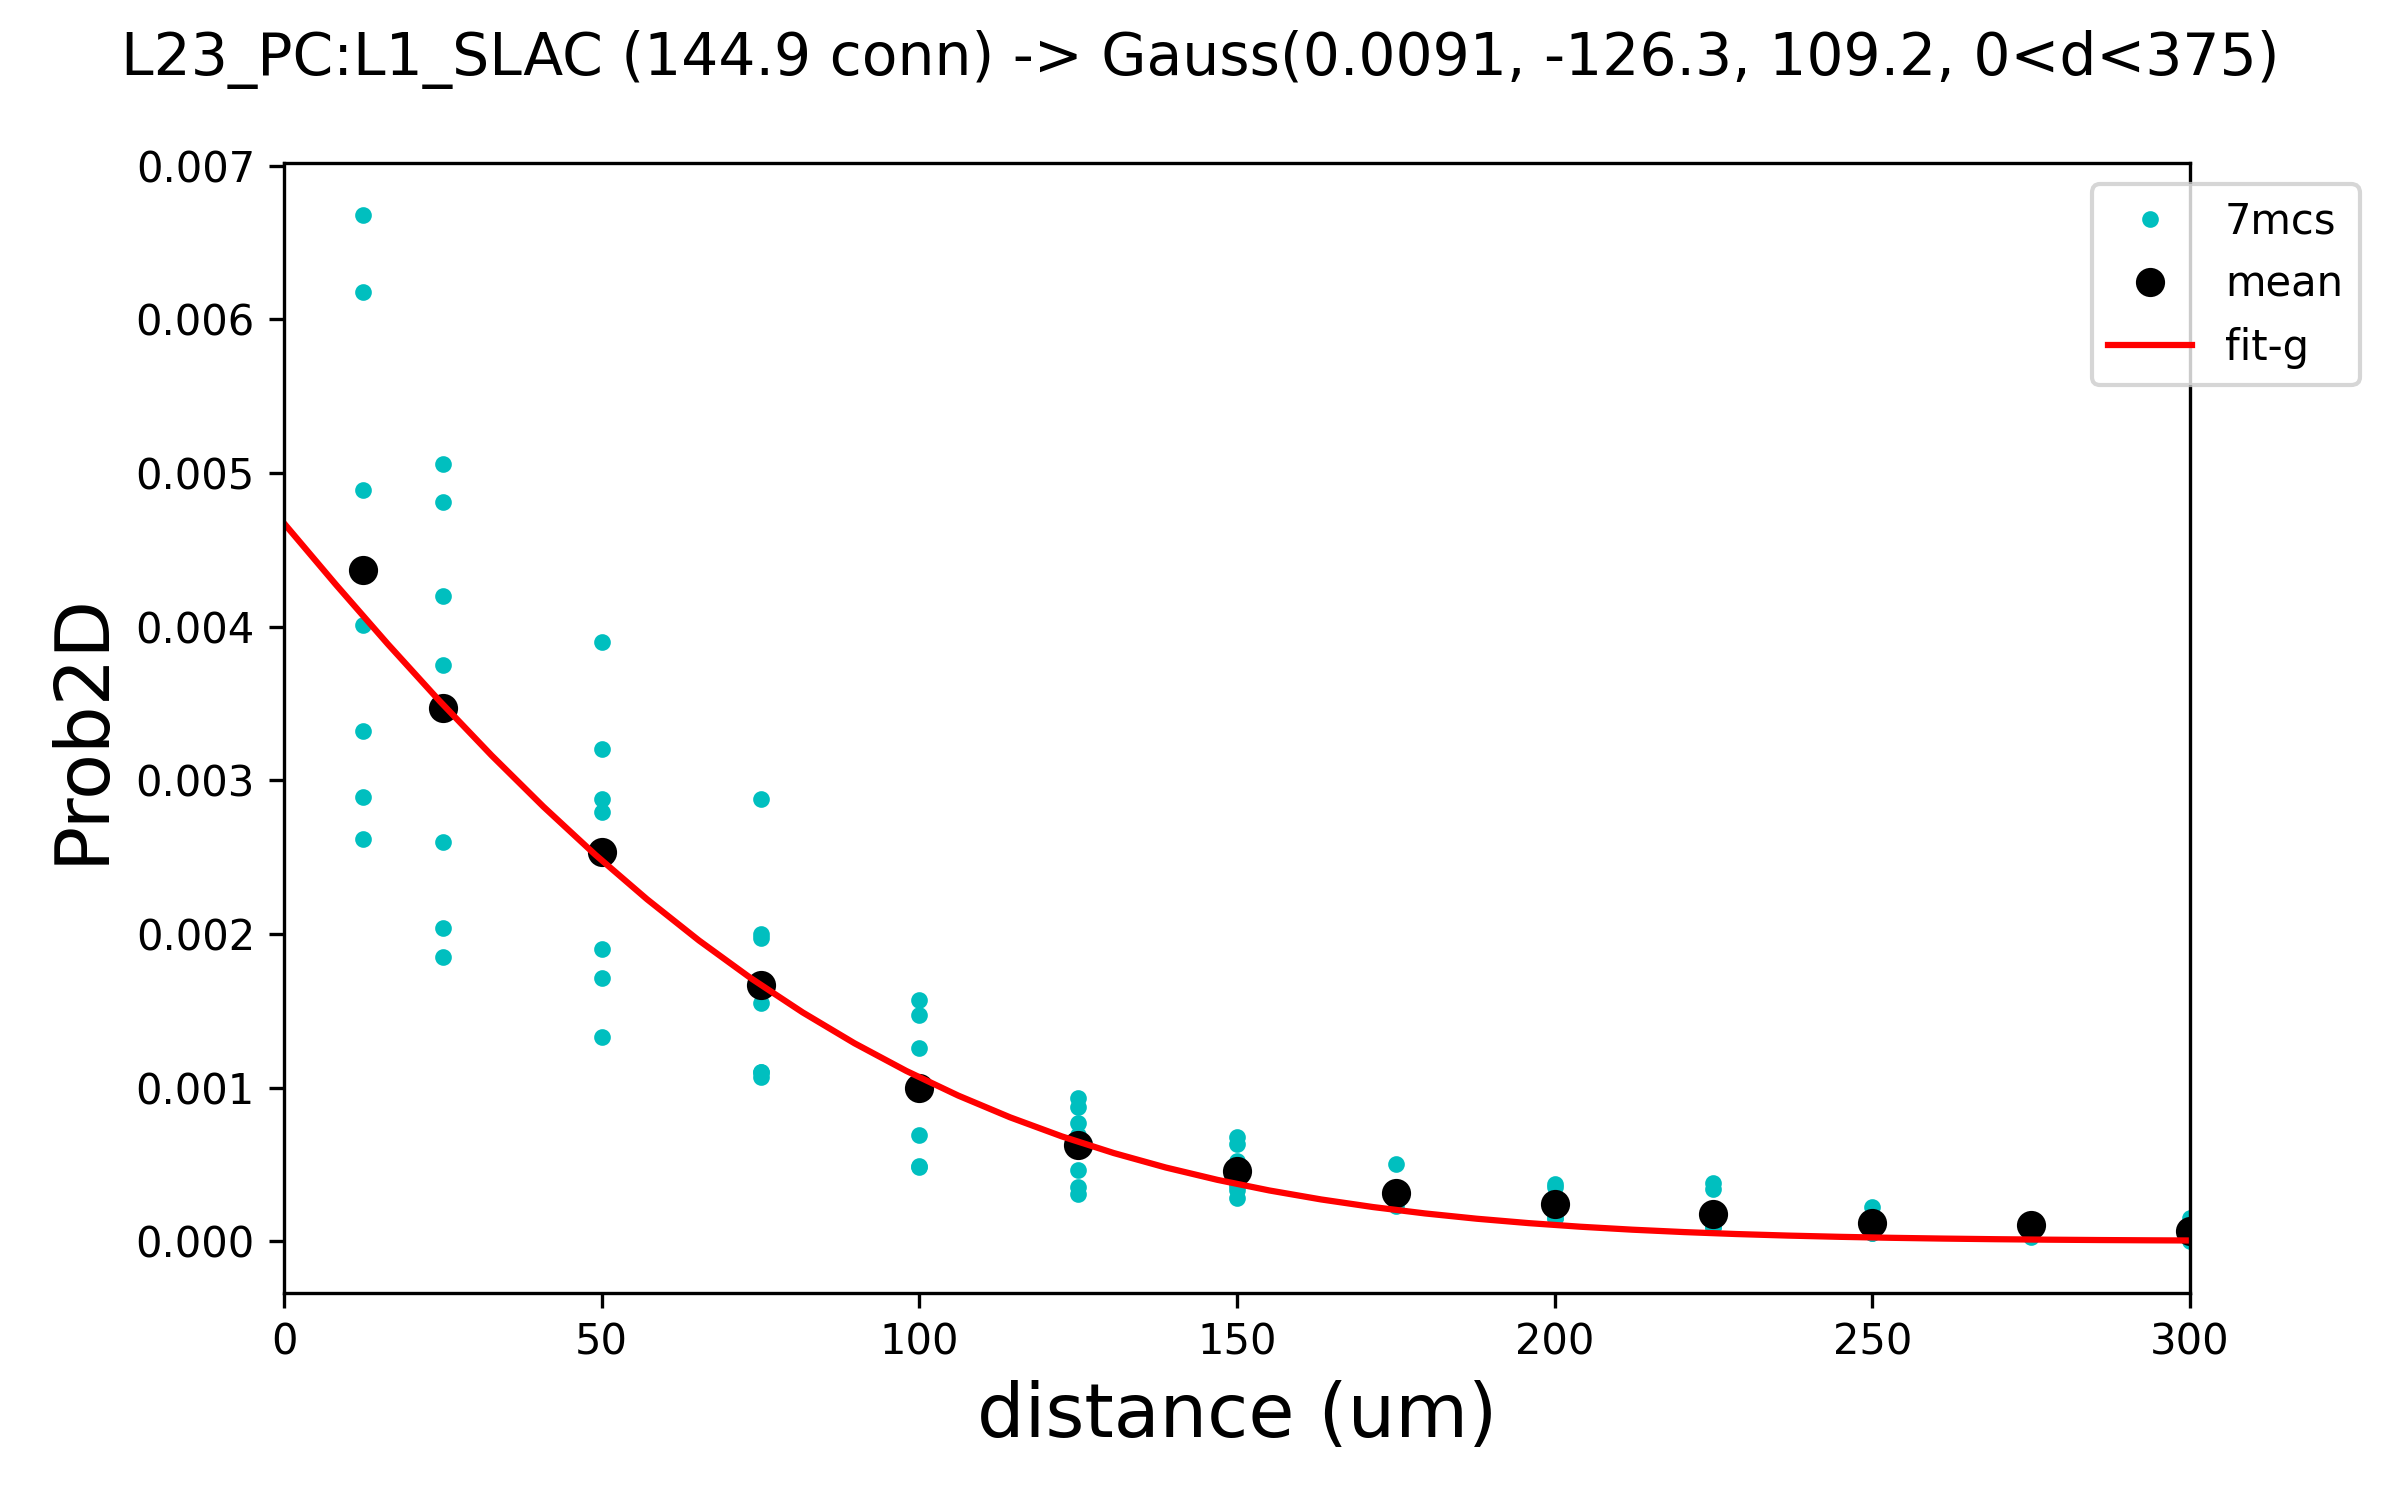 L23_PC:L1_SLAC (144.9 conn) -> Gauss(0.0091, -126.3, 109.2, 0<d<375)
0.007
0.006
0.005
0.004
0.003
0.002
0.001
0.000
Prob2D
7mcs
mean
fit-g
0 50 100 150 200 250 300
distance (um)